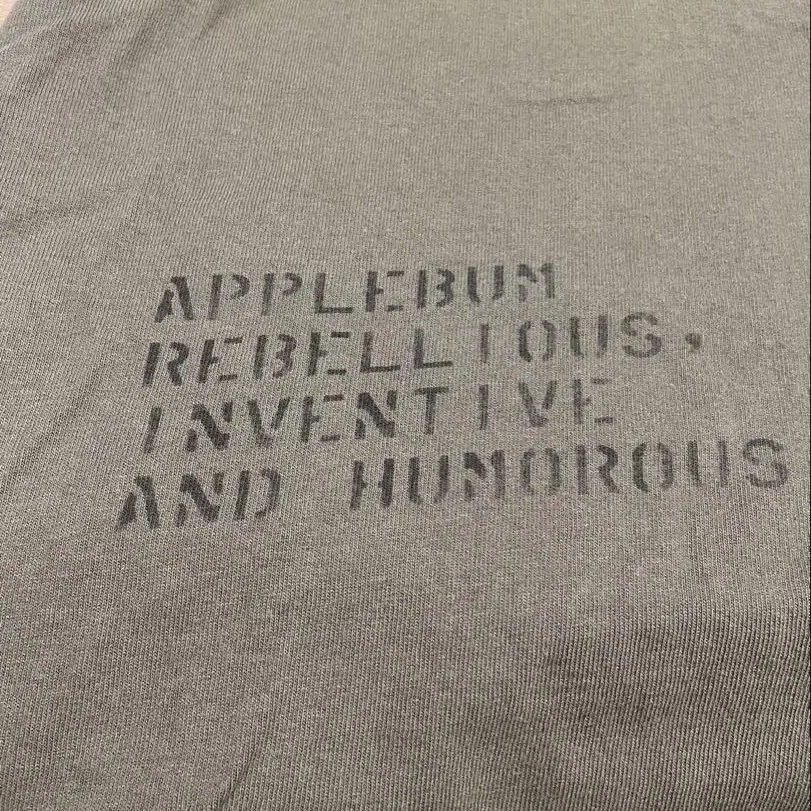 APPLEBUM
REBELLIOUS,
INVENTIVE
AND HUMOROUS